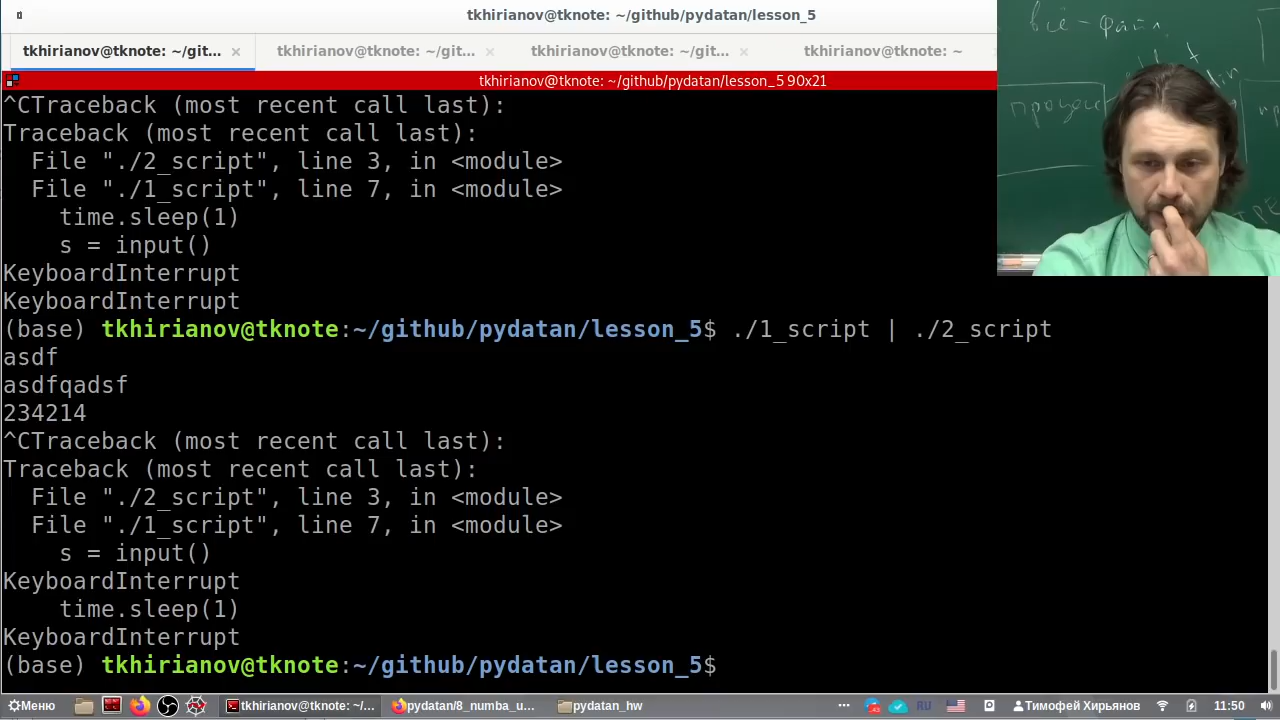 tkhirianov@tknote: ~/github/pydatan/lesson_5
tkhirianov@tknote: ~/git... × tkhirianov@tknote: ~/git... × tkhirianov@tknote: ~/git... × tkhirianov@tknote: ~
tkhirianov@tknote: ~/github/pydatan/lesson_5 90x21
^CTraceback (most recent call last):
Traceback (most recent call last):
  File "./2_script", line 3, in <module>
  File "./1_script", line 7, in <module>
    time.sleep(1)
    s = input()
KeyboardInterrupt
KeyboardInterrupt
(base) tkhirianov@tknote:~/github/pydatan/lesson_5$ ./1_script | ./2_script
asdf
asdfqadsf
234214
^CTraceback (most recent call last):
Traceback (most recent call last):
  File "./2_script", line 3, in <module>
  File "./1_script", line 7, in <module>
    s = input()
KeyboardInterrupt
    time.sleep(1)
KeyboardInterrupt
(base) tkhirianov@tknote:~/github/pydatan/lesson_5$
всё - файл
процесс
Меню tkhirianov@tknote: ~/... pydatan/8_numba_u... pydatan_hw ... RU Тимофей Хирьянов 11:50